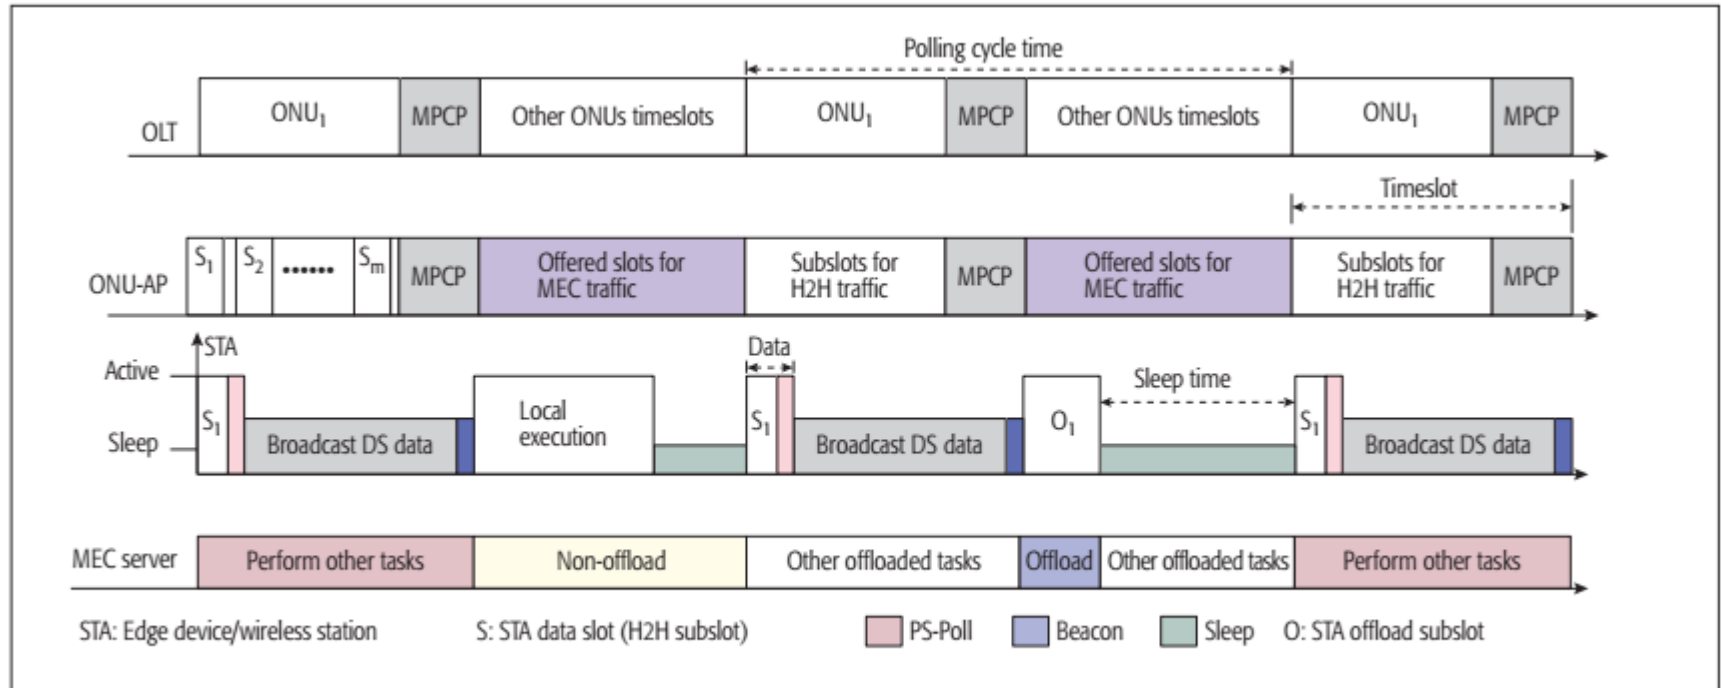 Polling cycle time
OLT
ONU1
MPCP
Other ONUs timeslots
ONU1
MPCP
Other ONUs timeslots
ONU1
MPCP
Timeslot
ONU-AP
S1
S2
......
Sm
MPCP
Offered slots for
MEC traffic
Subslots for
H2H traffic
MPCP
Offered slots for
MEC traffic
Subslots for
H2H traffic
MPCP
STA
Active
Sleep
S1
Broadcast DS data
Local
execution
Data
S1
Broadcast DS data
O1
Sleep time
S1
Broadcast DS data
MEC server
Perform other tasks
Non-offload
Other offloaded tasks
Offload
Other offloaded tasks
Perform other tasks
STA: Edge device/wireless station
S: STA data slot (H2H subslot)
PS-Poll
Beacon
Sleep
O: STA offload subslot